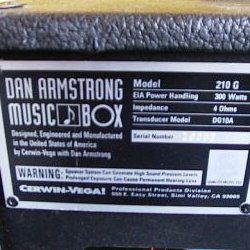 DAN ARMSTRONG
MUSIC BOX
Designed, Engineered and Manufactured
in the United States of America
by Cerwin-Vega with Dan Armstrong
Model 210 G
EIA Power Handling 300 Watts
Impedance 4 Ohms
Transducer Model DG10A
Serial Number
WARNING: Speaker System Can Generate High Sound Pressure Levels.
Prolonged Exposure Can Cause Permanent Hearing Loss.
CERWIN-VEGA! Professional Products Division
555 E. Easy Street, Simi Valley, CA 93065